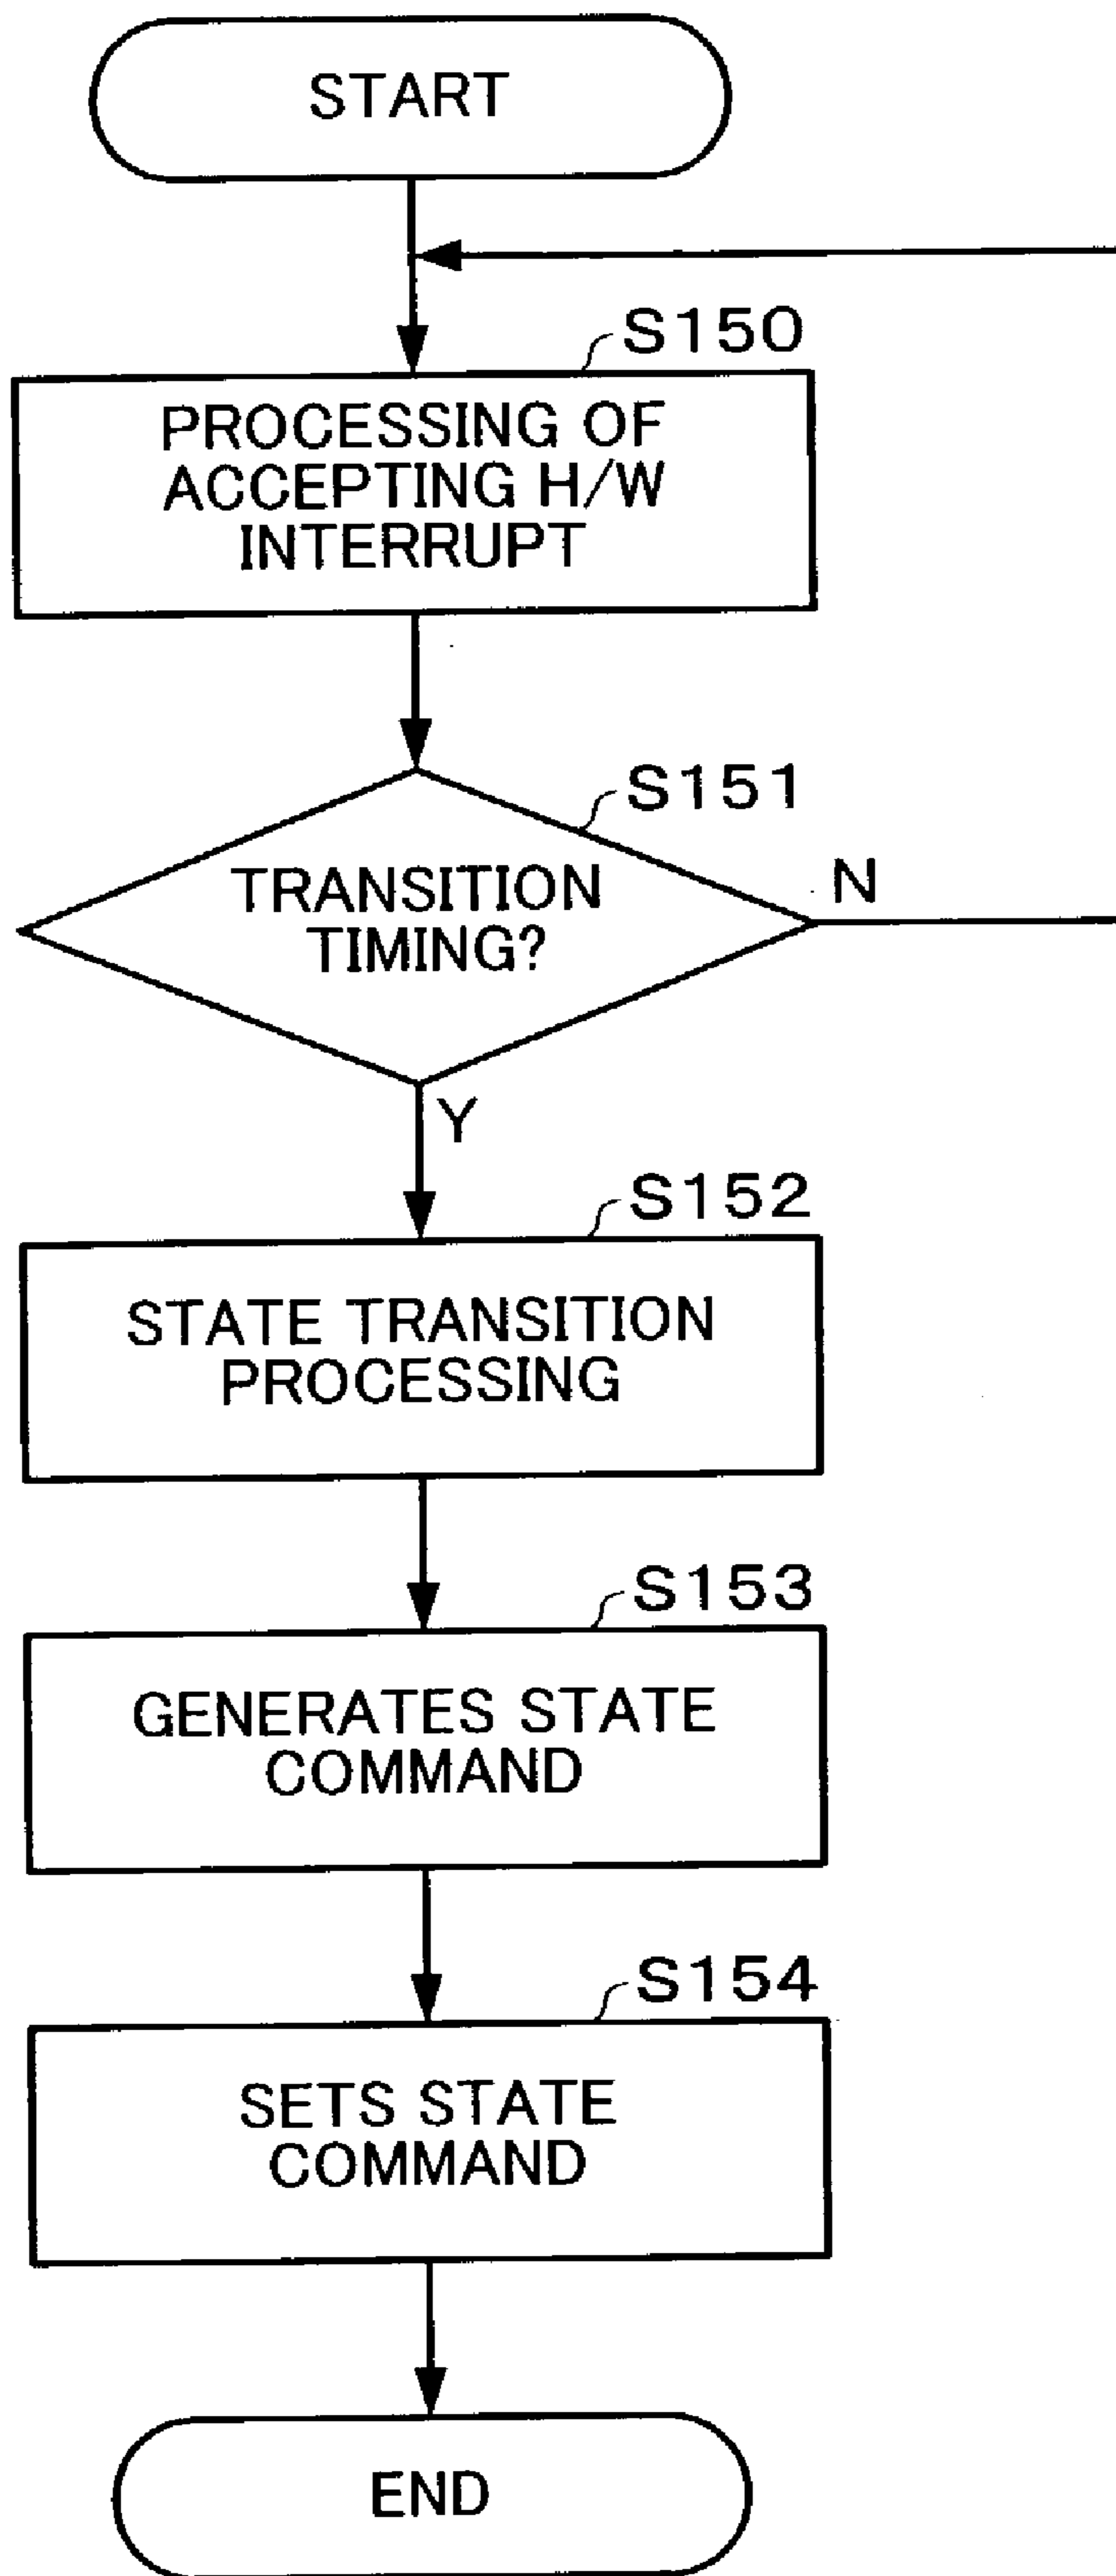 START
S150
PROCESSING OF
ACCEPTING H/W
INTERRUPT
S151
TRANSITION
TIMING?
N
Y
S152
STATE TRANSITION
PROCESSING
S153
GENERATES STATE
COMMAND
S154
SETS STATE
COMMAND
END